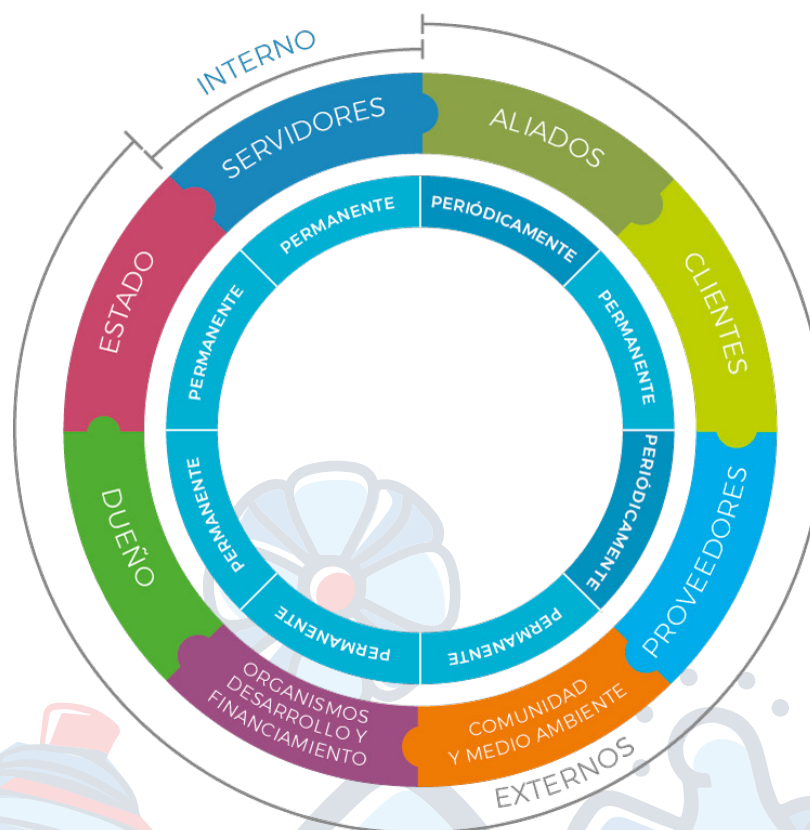 INTERNO
SERVIDORES
ALIADOS
CLIENTES
PROVEEDORES
COMUNIDAD
Y MEDIO AMBIENTE
ORGANISMOS
DESARROLLO Y
FINANCIAMIENTO
DUEÑO
ESTADO
PERMANENTE
PERIÓDICAMENTE
PERMANENTE
PERIÓDICAMENTE
PERMANENTE
PERMANENTE
PERMANENTE
PERMANENTE
EXTERNOS